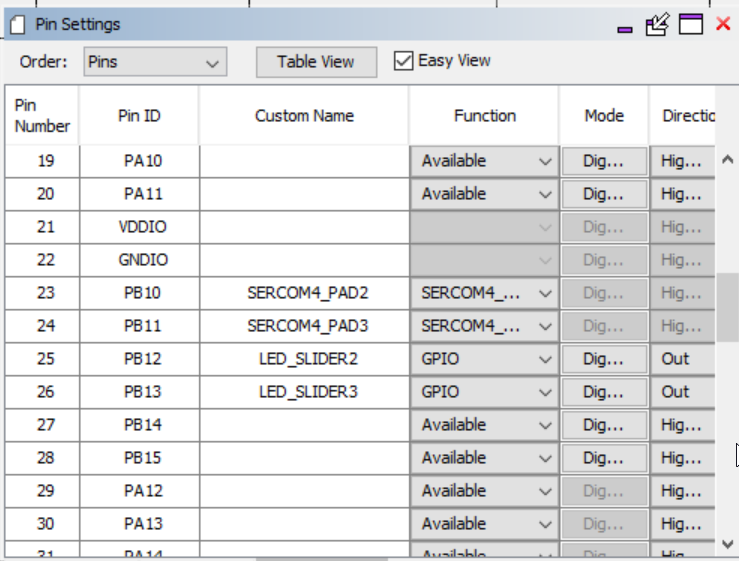 Pin Settings
Order: Pins Table View Easy View
Pin Number Pin ID Custom Name Function Mode Directio
19 PA10 Available Dig... Hig...
20 PA11 Available Dig... Hig...
21 VDDIO Dig... Hig...
22 GNDIO Dig... Hig...
23 PB10 SERCOM4_PAD2 SERCOM4_... Dig... Hig...
24 PB11 SERCOM4_PAD3 SERCOM4_... Dig... Hig...
25 PB12 LED_SLIDER2 GPIO Dig... Out
26 PB13 LED_SLIDER3 GPIO Dig... Out
27 PB14 Available Dig... Hig...
28 PB15 Available Dig... Hig...
29 PA12 Available Dig... Hig...
30 PA13 Available Dig... Hig...
31 PA14 Available Dig... Hig...